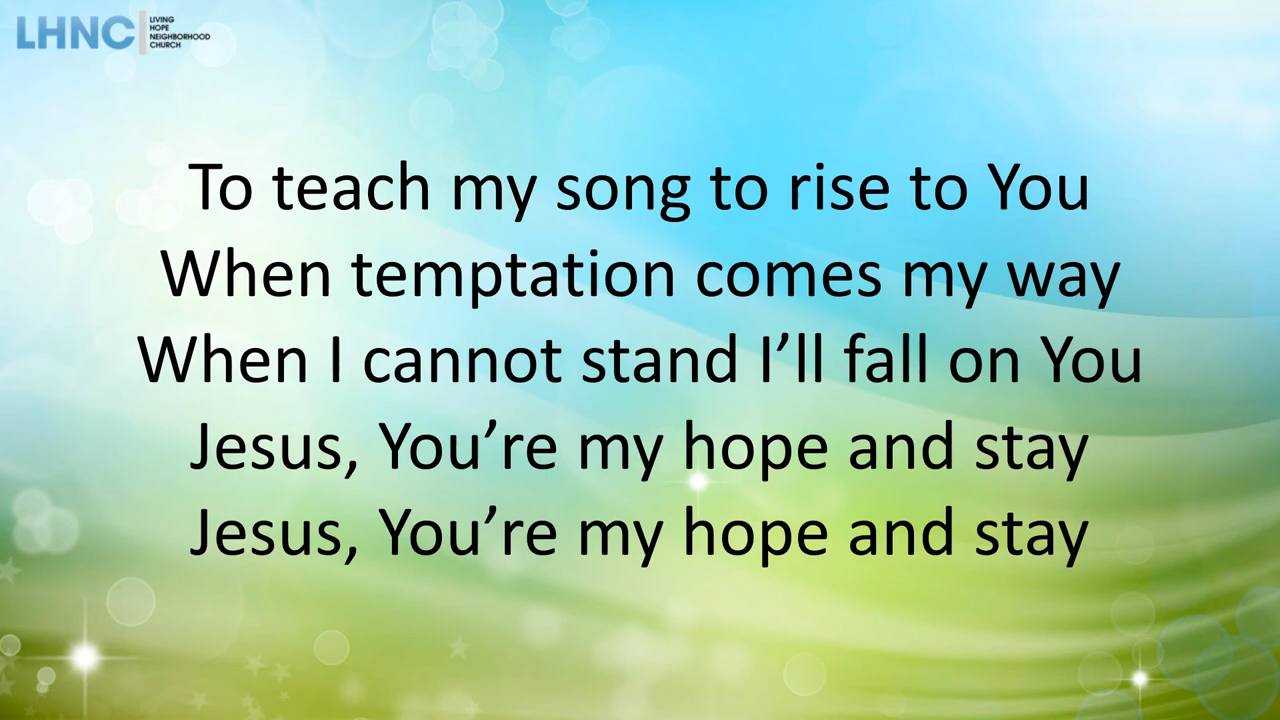 LHNC
LIVING
HOPE
NEIGHBORHOOD
CHURCH
To teach my song to rise to You
When temptation comes my way
When I cannot stand I’ll fall on You
Jesus, You’re my hope and stay
Jesus, You’re my hope and stay